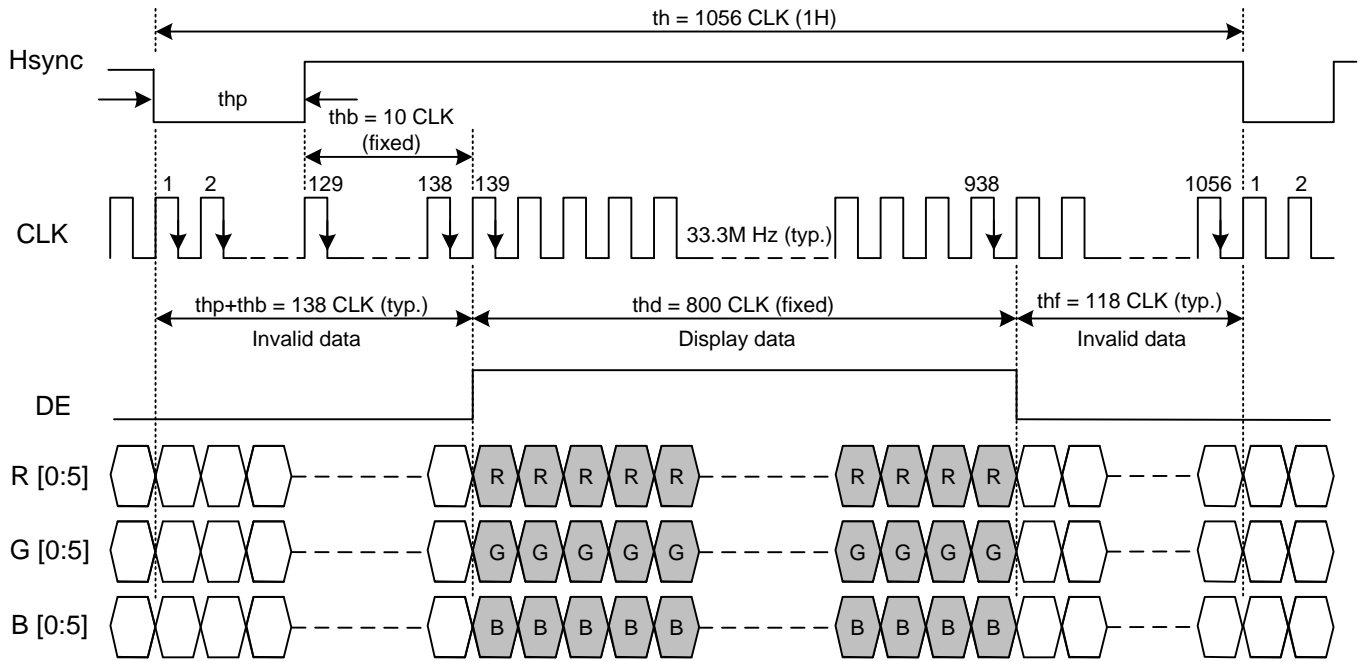 th = 1056 CLK (1H)
Hsync
thp
thb = 10 CLK
(fixed)
1 2 129 138 139 938 1056 1 2
CLK
33.3M Hz (typ.)
thp+thb = 138 CLK (typ.) thd = 800 CLK (fixed) thf = 118 CLK (typ.)
Invalid data Display data Invalid data
DE
R [0:5] R R R R R R R R R
G [0:5] G G G G G G G G G
B [0:5] B B B B B B B B B